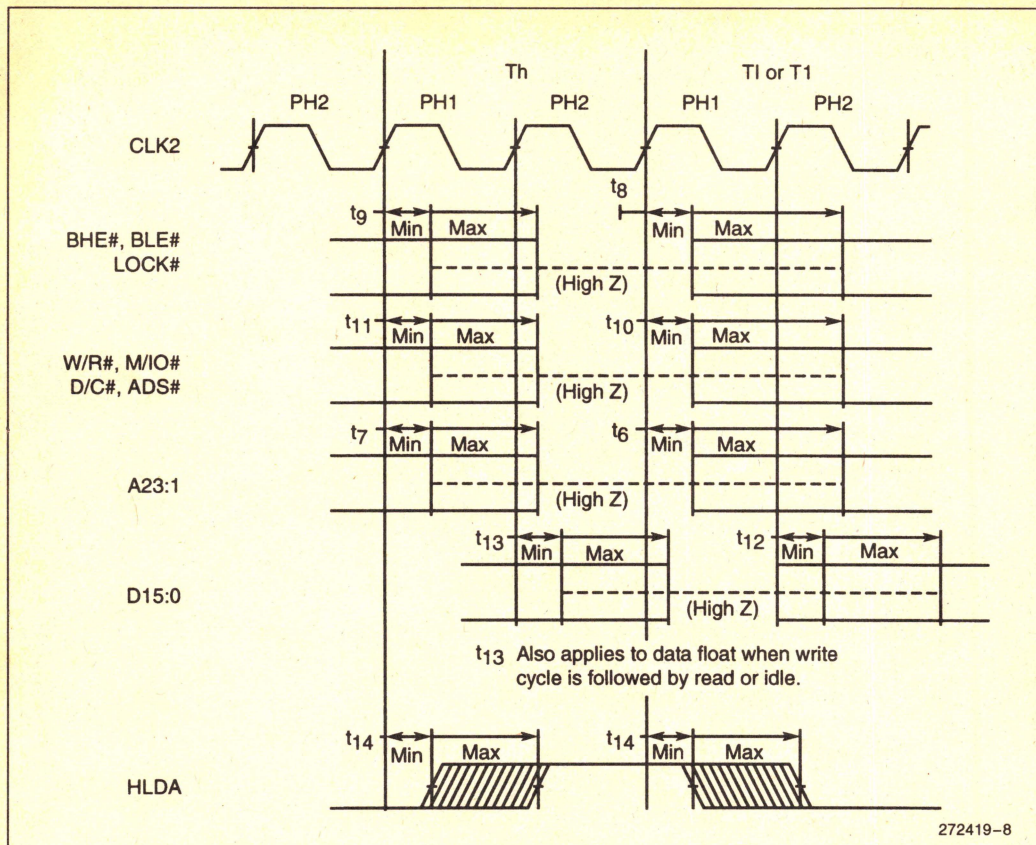 Th TI or T1
PH2 PH1 PH2 PH1 PH2
CLK2
t9 t8
Min Max Min Max
BHE#, BLE#
LOCK#
(High Z)
t11 t10
Min Max Min Max
W/R#, M/IO#
D/C#, ADS#
(High Z)
t7 t6
Min Max Min Max
A23:1
(High Z)
t13 t12
Min Max Min Max
D15:0
(High Z)
t13 Also applies to data float when write
cycle is followed by read or idle.
t14 t14
Min Max Min Max
HLDA
272419–8